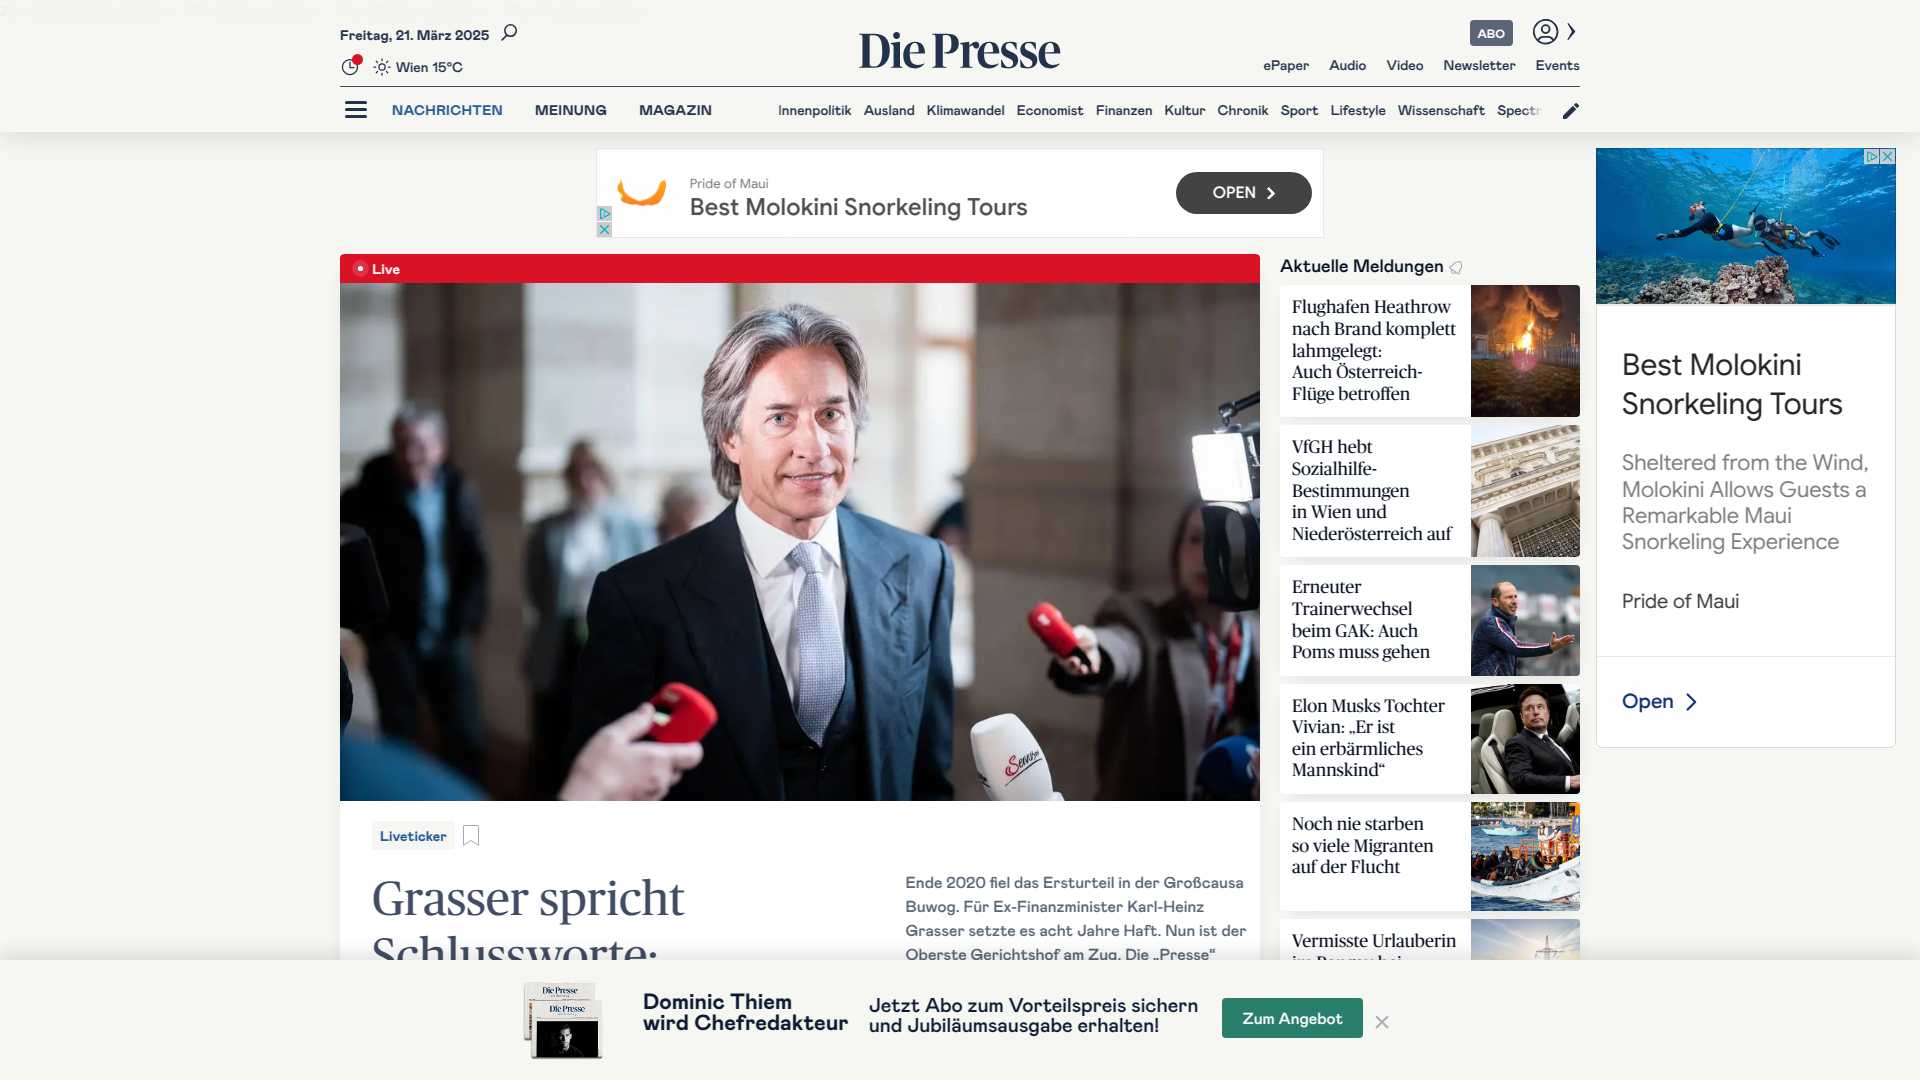 Freitag, 21. März 2025
Wien 15°C
Die Presse
ABO
ePaper Audio Video Newsletter Events
NACHRICHTEN MEINUNG MAGAZIN
Innenpolitik Ausland Klimawandel Economist Finanzen Kultur Chronik Sport Lifestyle Wissenschaft Spectr
Pride of Maui
Best Molokini Snorkeling Tours
OPEN
Live
Liveticker
Grasser spricht
Schlussworte:
Ende 2020 fiel das Ersturteil in der Großcausa
Buwog. Für Ex-Finanzminister Karl-Heinz
Grasser setzte es acht Jahre Haft. Nun ist der
Oberste Gerichtshof am Zug. Die „Presse“
Aktuelle Meldungen
Flughafen Heathrow
nach Brand komplett
lahmgelegt:
Auch Österreich-
Flüge betroffen
VfGH hebt
Sozialhilfe-
Bestimmungen
in Wien und
Niederösterreich auf
Erneuter
Trainerwechsel
beim GAK: Auch
Poms muss gehen
Elon Musks Tochter
Vivian: „Er ist
ein erbärmliches
Mannskind“
Noch nie starben
so viele Migranten
auf der Flucht
Vermisste Urlauberin
Best Molokini
Snorkeling Tours
Sheltered from the Wind,
Molokini Allows Guests a
Remarkable Maui
Snorkeling Experience
Pride of Maui
Open
Die Presse
Die Presse
Dominic Thiem
wird Chefredakteur
Jetzt Abo zum Vorteilspreis sichern
und Jubiläumsausgabe erhalten!
Zum Angebot